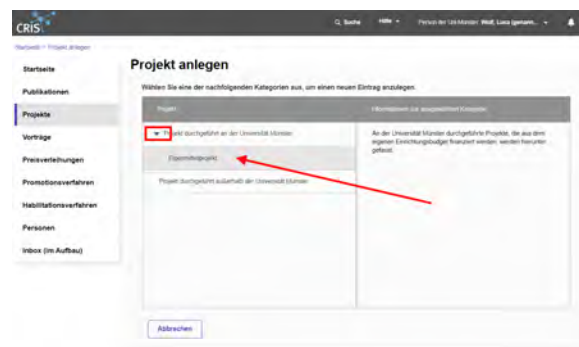 CRIS
Suche
Hilfe
Person der Uni Münster: Wolf, Luca (genann...
Startseite > Projekt anlegen
Startseite
Publikationen
Projekte
Vorträge
Preisverleihungen
Promotionsverfahren
Habilitationsverfahren
Personen
Inbox (im Aufbau)
Projekt anlegen
Wählen Sie eine der nachfolgenden Kategorien aus, um einen neuen Eintrag anzulegen.
Projekt
Informationen zur ausgewählten Kategorie
Projekt durchgeführt an der Universität Münster
Eigenmittelprojekt
Projekt durchgeführt außerhalb der Universität Münster
An der Universität Münster durchgeführte Projekte, die aus dem
eigenen Einrichtungsbudget finanziert werden, werden hierunter
gefasst.
Abbrechen